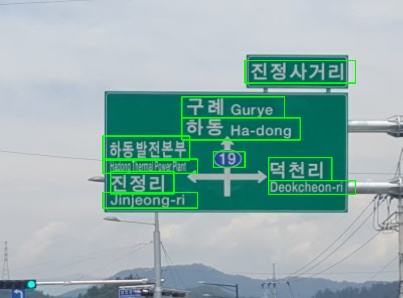 진정사거리
구례 Gurye
하동 Ha-dong
하동발전본부
Hadong Thermal Power Plant
진정리
Jinjeong-ri
19
덕천리
Deokcheon-ri